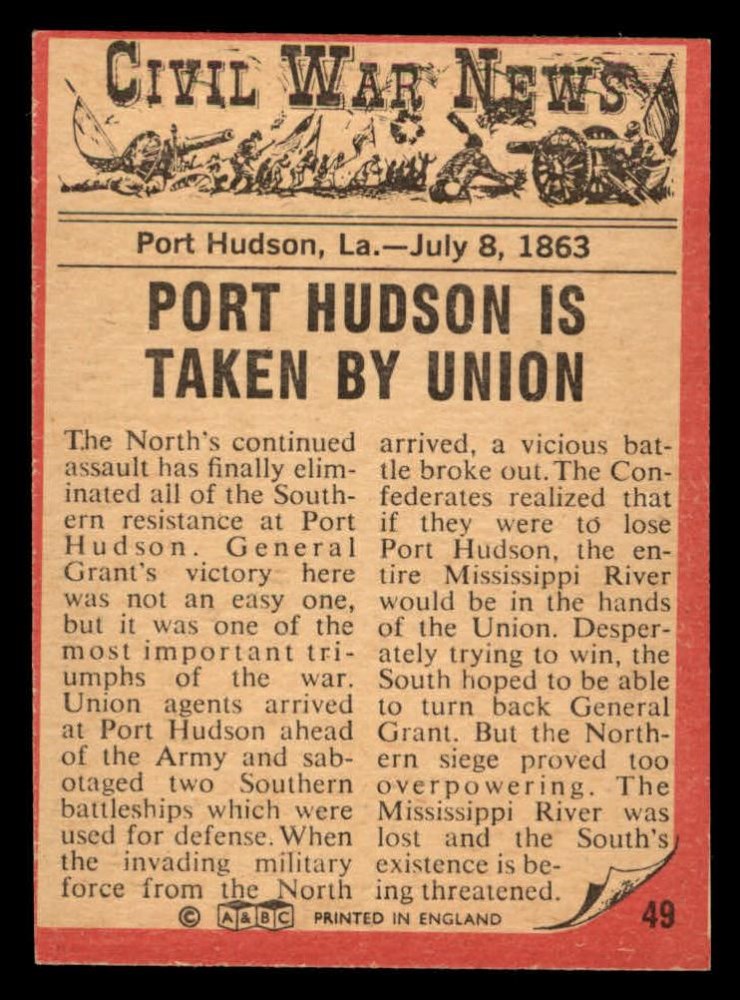 CIVIL WAR NEWS
Port Hudson, La.—July 8, 1863
PORT HUDSON IS
TAKEN BY UNION
The North's continued
assault has finally elim-
inated all of the South-
ern resistance at Port
Hudson. General
Grant's victory here
was not an easy one,
but it was one of the
most important tri-
umphs of the war.
Union agents arrived
at Port Hudson ahead
of the Army and sab-
otaged two Southern
battleships which were
used for defense. When
the invading military
force from the North
arrived, a vicious bat-
tle broke out. The Con-
federates realized that
if they were to lose
Port Hudson, the en-
tire Mississippi River
would be in the hands
of the Union. Desper-
ately trying to win, the
South hoped to be able
to turn back General
Grant. But the North-
ern siege proved too
overpowering. The
Mississippi River was
lost and the South's
existence is be-
ing threatened.
© A&BC PRINTED IN ENGLAND
49